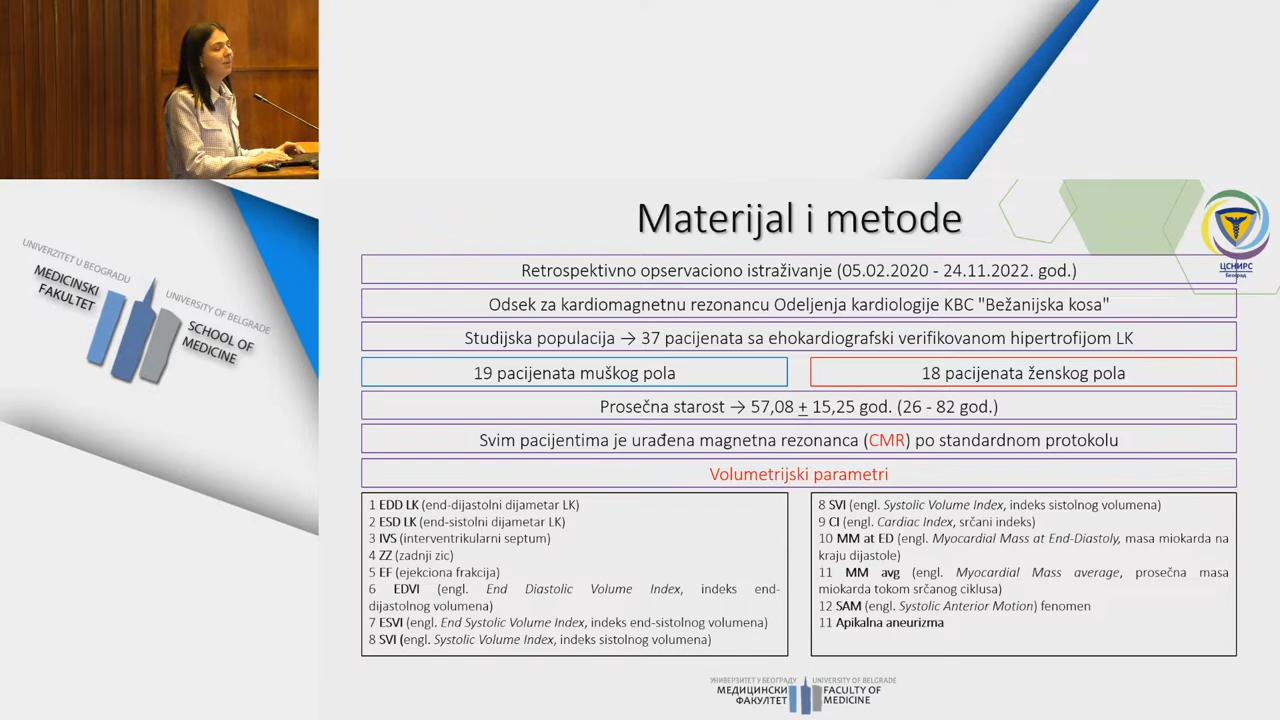 UNIVERZITET U BEOGRADU
MEDICINSKI
FAKULTET
UNIVERSITY OF BELGRADE
SCHOOL OF
MEDICINE
Materijal i metode
ЦСНИРС
Београд
Retrospektivno opservaciono istraživenje (05.02.2020 - 24.11.2022. god.)
Odsek za kardiomagnetnu rezonancu Odeljenja kardiologije KBC "Bežanijska kosa"
Studijska populacija → 37 pacijenata sa ehokardiografski verifikovanom hipertrofijom LK
19 pacijenata muškog pola
18 pacijenata ženskog pola
Prosečna starost → 57,08 + 15,25 god. (26 - 82 god.)
Svim pacijentima je urađena magnetna rezonanca (CMR) po standardnom protokolu
Volumetrijski parametri
1 EDD LK (end-dijastolni dijametar LK)
2 ESD LK (end-sistolni dijametar LK)
3 IVS (interventrikularni septum)
4 ZZ (zadnji zic)
5 EF (ejekciona frakcija)
6 EDVI (engl. End Diastolic Volume Index, indeks end-
dijastolnog volumena)
7 ESVI (engl. End Systolic Volume Index, indeks end-sistolnog volumena)
8 SVI (engl. Systolic Volume Index, indeks sistolnog volumena)
8 SVI (engl. Systolic Volume Index, indeks sistolnog volumena)
9 CI (engl. Cardiac Index, srčani indeks)
10 MM at ED (engl. Myocardial Mass at End-Diastoly, masa miokarda na
kraju dijastole)
11 MM avg (engl. Myocardial Mass average, prosečna masa
miokarda tokom srčanog ciklusa)
12 SAM (engl. Systolic Anterior Motion) fenomen
11 Apikalna aneurizma
УНИВЕРЗИТЕТ У БЕОГРАДУ
МЕДИЦИНСКИ
ФАКУЛТЕТ
UNIVERSITY OF BELGRADE
FACULTY OF
MEDICINE